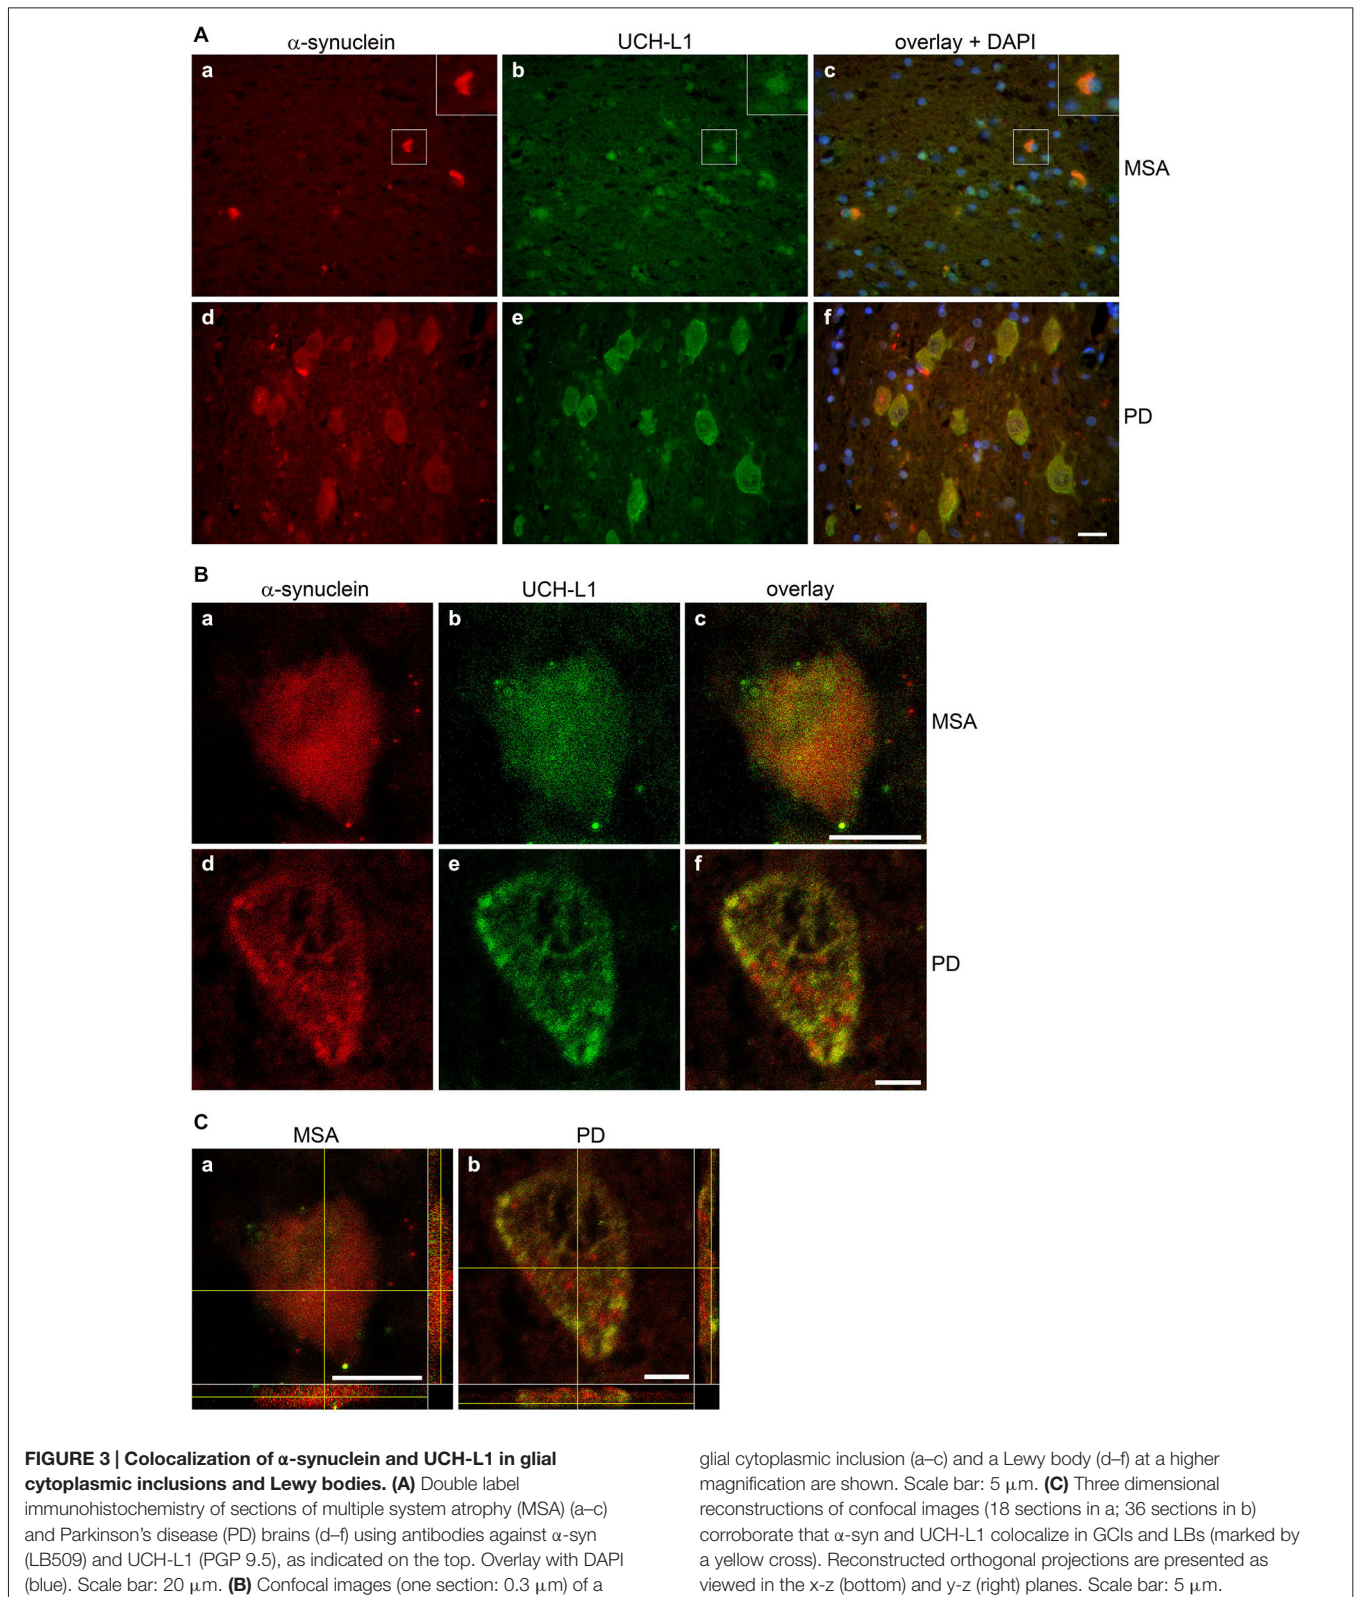 A
α-synuclein UCH-L1 overlay + DAPI
a b c
MSA
d e f
PD
B
α-synuclein UCH-L1 overlay
a b c
MSA
d e f
PD
C
MSA PD
a b
FIGURE 3 | Colocalization of α-synuclein and UCH-L1 in glial
cytoplasmic inclusions and Lewy bodies. (A) Double label
immunohistochemistry of sections of multiple system atrophy (MSA) (a–c)
and Parkinson's disease (PD) brains (d–f) using antibodies against α-syn
(LB509) and UCH-L1 (PGP 9.5), as indicated on the top. Overlay with DAPI
(blue). Scale bar: 20 μm. (B) Confocal images (one section: 0.3 μm) of a
glial cytoplasmic inclusion (a–c) and a Lewy body (d–f) at a higher
magnification are shown. Scale bar: 5 μm. (C) Three dimensional
reconstructions of confocal images (18 sections in a; 36 sections in b)
corroborate that α-syn and UCH-L1 colocalize in GCIs and LBs (marked by
a yellow cross). Reconstructed orthogonal projections are presented as
viewed in the x-z (bottom) and y-z (right) planes. Scale bar: 5 μm.